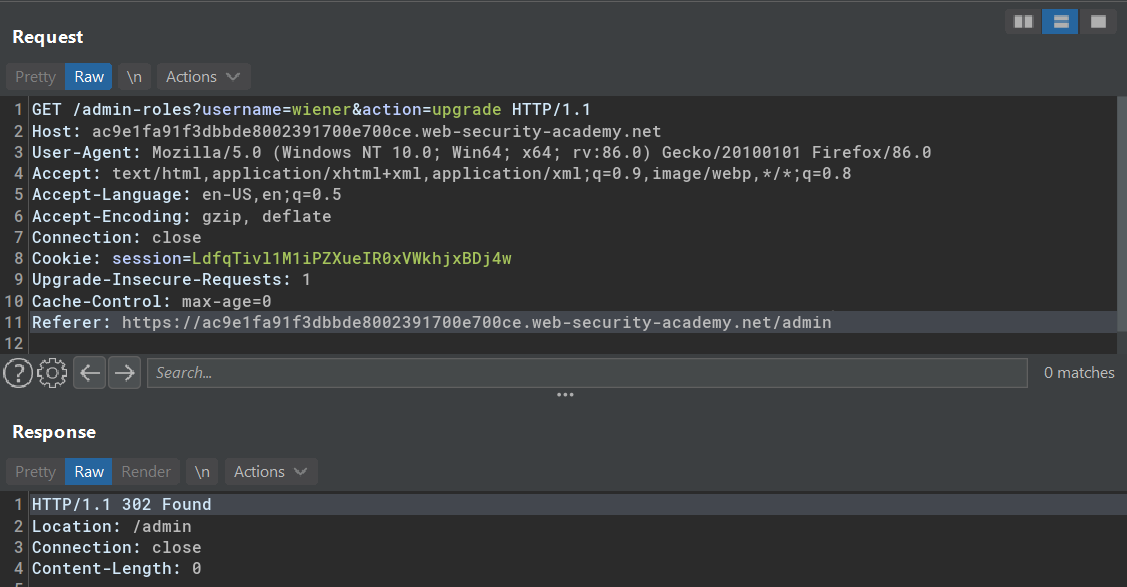 Request
Pretty Raw \n Actions
1 GET /admin-roles?username=wiener&action=upgrade HTTP/1.1
2 Host: ac9e1fa91f3dbbde8002391700e700ce.web-security-academy.net
3 User-Agent: Mozilla/5.0 (Windows NT 10.0; Win64; x64; rv:86.0) Gecko/20100101 Firefox/86.0
4 Accept: text/html,application/xhtml+xml,application/xml;q=0.9,image/webp,*/*;q=0.8
5 Accept-Language: en-US,en;q=0.5
6 Accept-Encoding: gzip, deflate
7 Connection: close
8 Cookie: session=LdfqTivl1M1iPZXueIR0xVWkhjxBDj4w
9 Upgrade-Insecure-Requests: 1
10 Cache-Control: max-age=0
11 Referer: https://ac9e1fa91f3dbbde8002391700e700ce.web-security-academy.net/admin
12
? Search... 0 matches
Response
Pretty Raw Render \n Actions
1 HTTP/1.1 302 Found
2 Location: /admin
3 Connection: close
4 Content-Length: 0